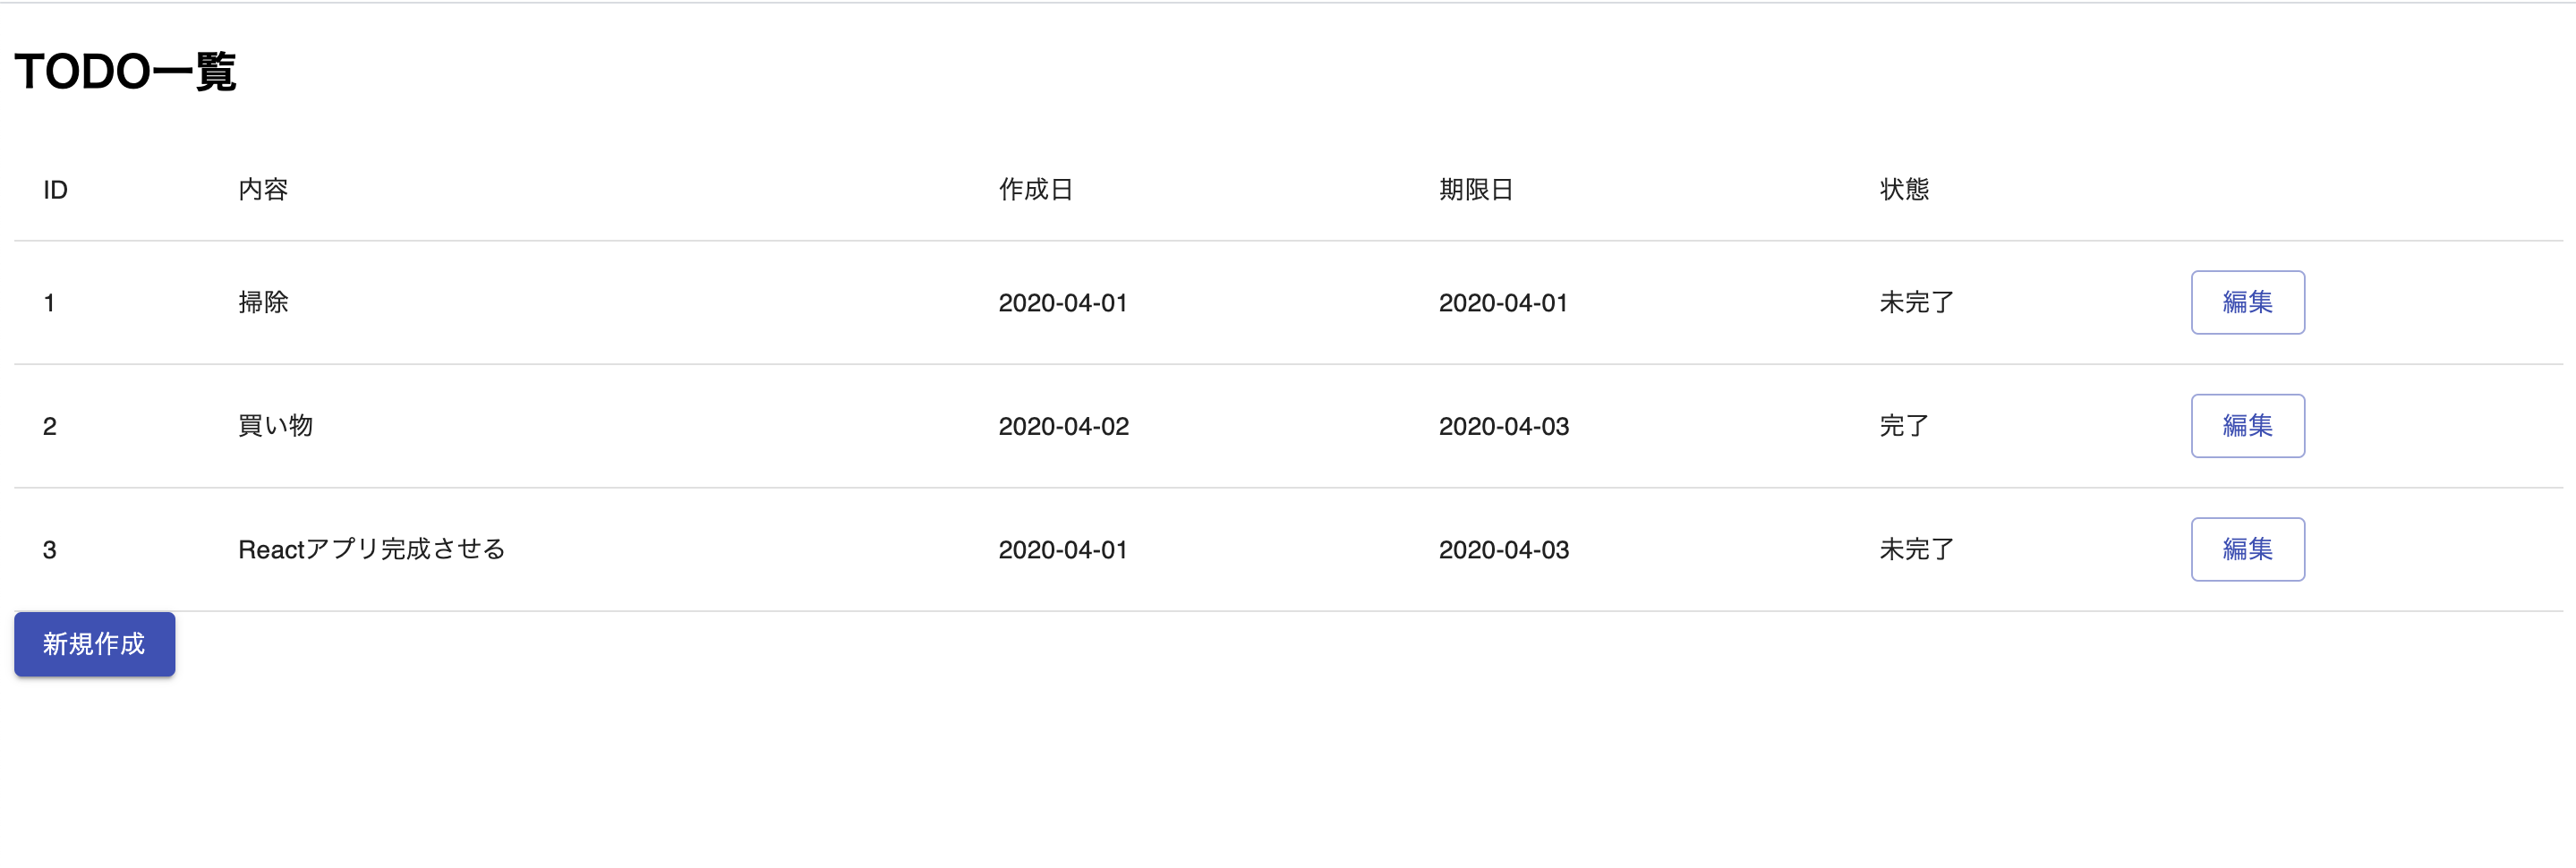 TODO一覧
ID 内容 作成日 期限日 状態
1 掃除 2020-04-01 2020-04-01 未完了 編集
2 買い物 2020-04-02 2020-04-03 完了 編集
3 Reactアプリ完成させる 2020-04-01 2020-04-03 未完了 編集
新規作成